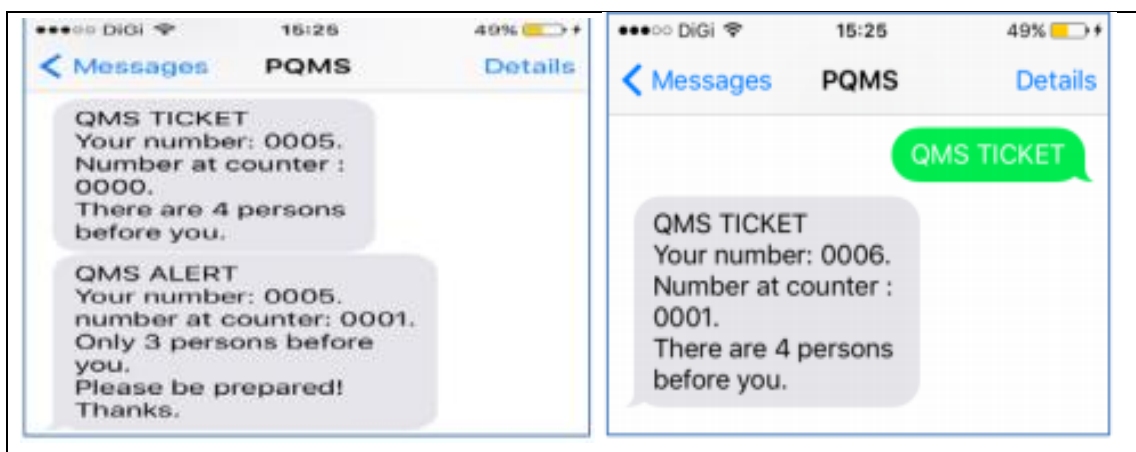 DiGi 15:25 49%
Messages PQMS Details
QMS TICKET
Your number: 0005.
Number at counter :
0000.
There are 4 persons
before you.
QMS ALERT
Your number: 0005.
number at counter: 0001.
Only 3 persons before
you.
Please be prepared!
Thanks.
DiGi 15:25 49%
Messages PQMS Details
QMS TICKET
QMS TICKET
Your number: 0006.
Number at counter :
0001.
There are 4 persons
before you.